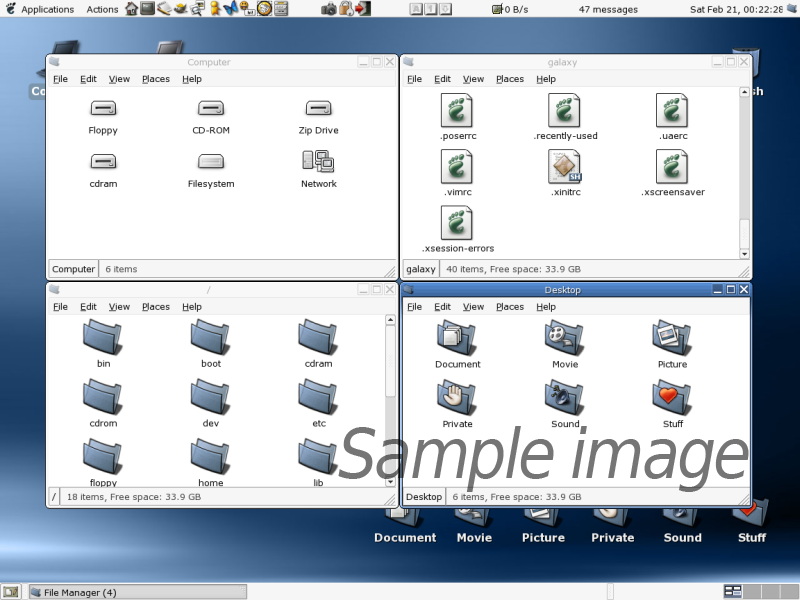 Applications Actions 0 B/s 47 messages Sat Feb 21, 00:22:28
Computer
File Edit View Places Help
Floppy CD-ROM Zip Drive
cdram Filesystem Network
Computer 6 items
galaxy
File Edit View Places Help
.poserrc .recently-used .uaerc
.vimrc .xinitrc .xscreensaver
SH
.xsession-errors
galaxy 40 items, Free space: 33.9 GB
/
File Edit View Places Help
bin boot cdram
cdrom dev etc
floppy home lib
/ 18 items, Free space: 33.9 GB
Desktop
File Edit View Places Help
Document Movie Picture
Private Sound Stuff
Desktop 6 items, Free space: 33.9 GB
Sample image
Document Movie Picture Private Sound Stuff
File Manager (4)